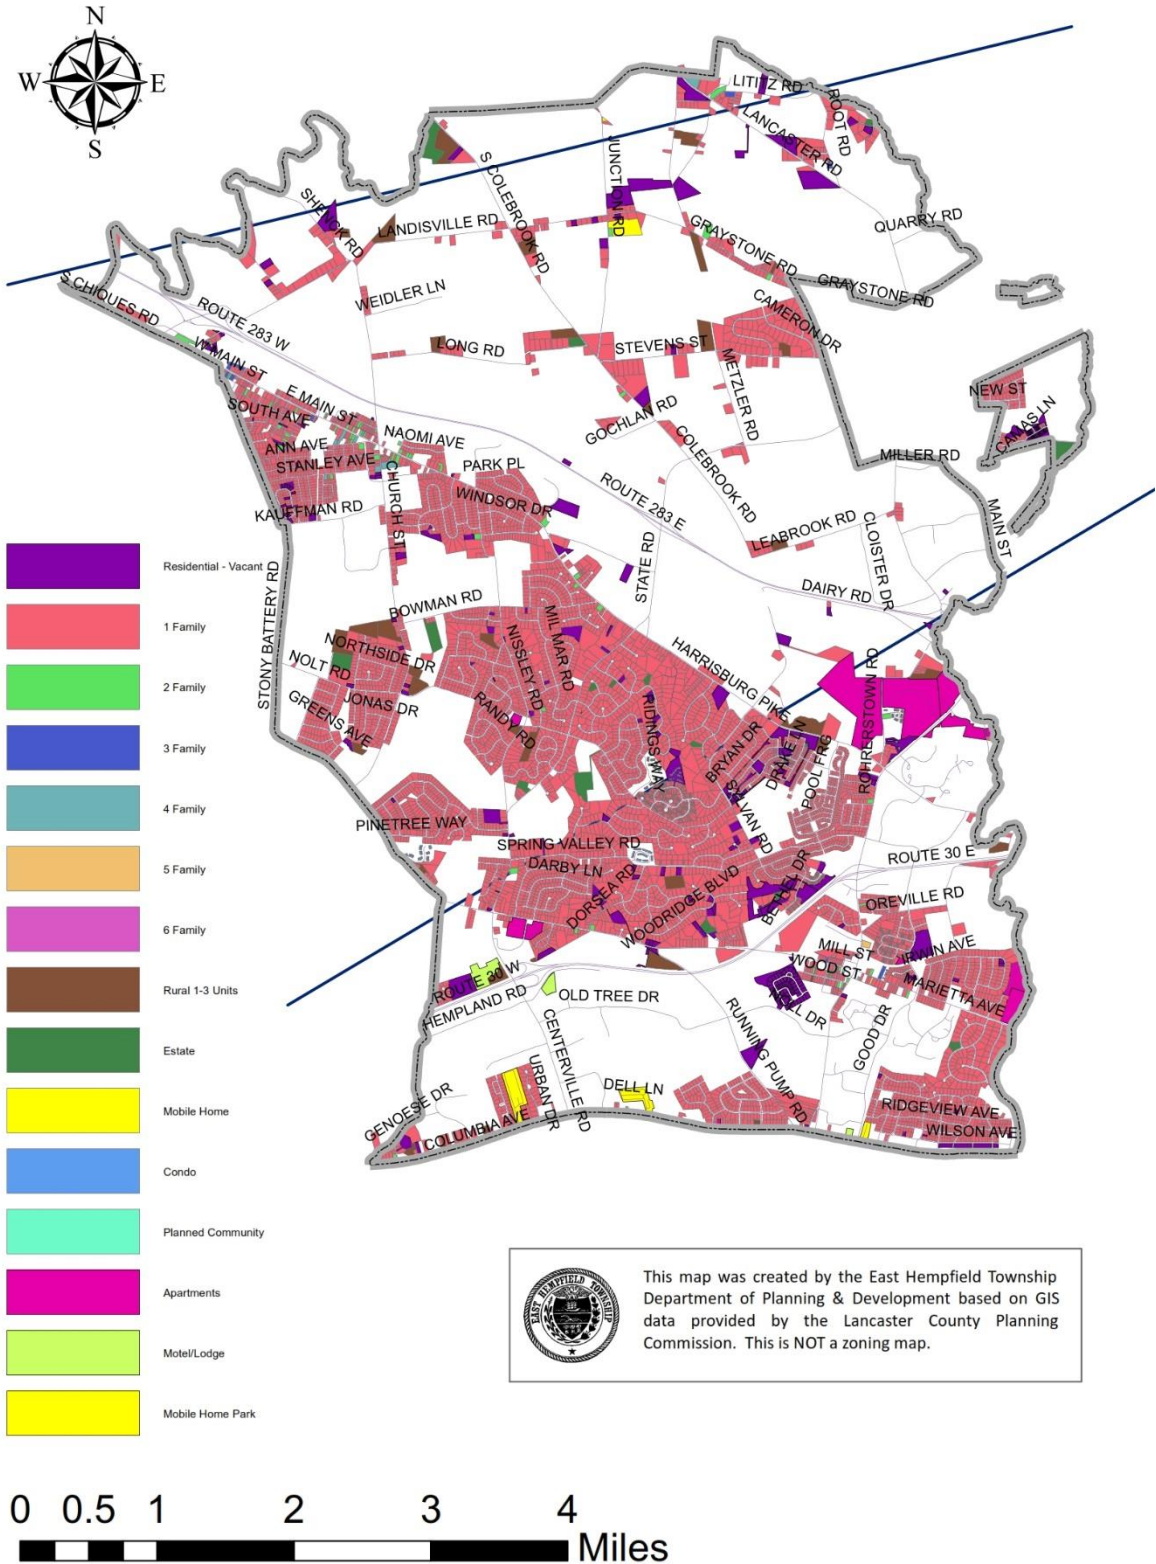 N
W E
S
LITITZ RD
ROOT RD
LANCASTER RD
JUNCTION RD
S COLEBROOK RD
SHENCK RD
LANDISVILLE RD
QUARRY RD
GRAYSTONE RD
GRAYSTONE RD
S CHIQUES RD
WEIDLER LN
CAMERON DR
ROUTE 283 W
STEVENS ST
LONG RD
METZLER RD
W MAIN ST
E MAIN ST
NEW ST
SOUTH AVE
GOCHLAN RD
CANAS LN
NAOMI AVE
ANN AVE
COLEBROOK RD
STANLEY AVE
MILLER RD
PARK PL
CHURCH ST
WINDSOR DR
KAUFFMAN RD
ROUTE 283 E
MAIN ST
LEABROOK RD
CLOISTER DR
STATE RD
Residential - Vacant
STONY BATTERY RD
DAIRY RD
BOWMAN RD
1 Family
MIL MAR RD
NISSLEY RD
NORTHSIDE DR
HARRISBURG PIKE
NOLT RD
ROHRERSTOWN RD
2 Family
JONAS DR
GREENS AVE
RANDY RD
RIDINGS WAY
BRYAN DR
DRAKE LN
POOL FRG
3 Family
SYLVAN RD
4 Family
PINETREE WAY
SPRING VALLEY RD
ROUTE 30 E
5 Family
DARBY LN
DORSEA RD
BETHEL DR
WOODRIDGE BLVD
OREVILLE RD
6 Family
MILL ST
IRWIN AVE
WOOD ST
MARIETTA AVE
Rural 1-3 Units
ROUTE 30 W
HEMPLAND RD
OLD TREE DR
GOOD DR
RUNNING PUMP RD
CENTERVILLE RD
Estate
URBAN DR
DELL LN
Mobile Home
GENOESE DR
COLUMBIA AVE
RIDGEVIEW AVE
WILSON AVE
Condo
Planned Community
Apartments
Motel/Lodge
Mobile Home Park
EAST HEMPFIELD TOWNSHIP
This map was created by the East Hempfield Township
Department of Planning & Development based on GIS
data provided by the Lancaster County Planning
Commission. This is NOT a zoning map.
0 0.5 1 2 3 4
Miles